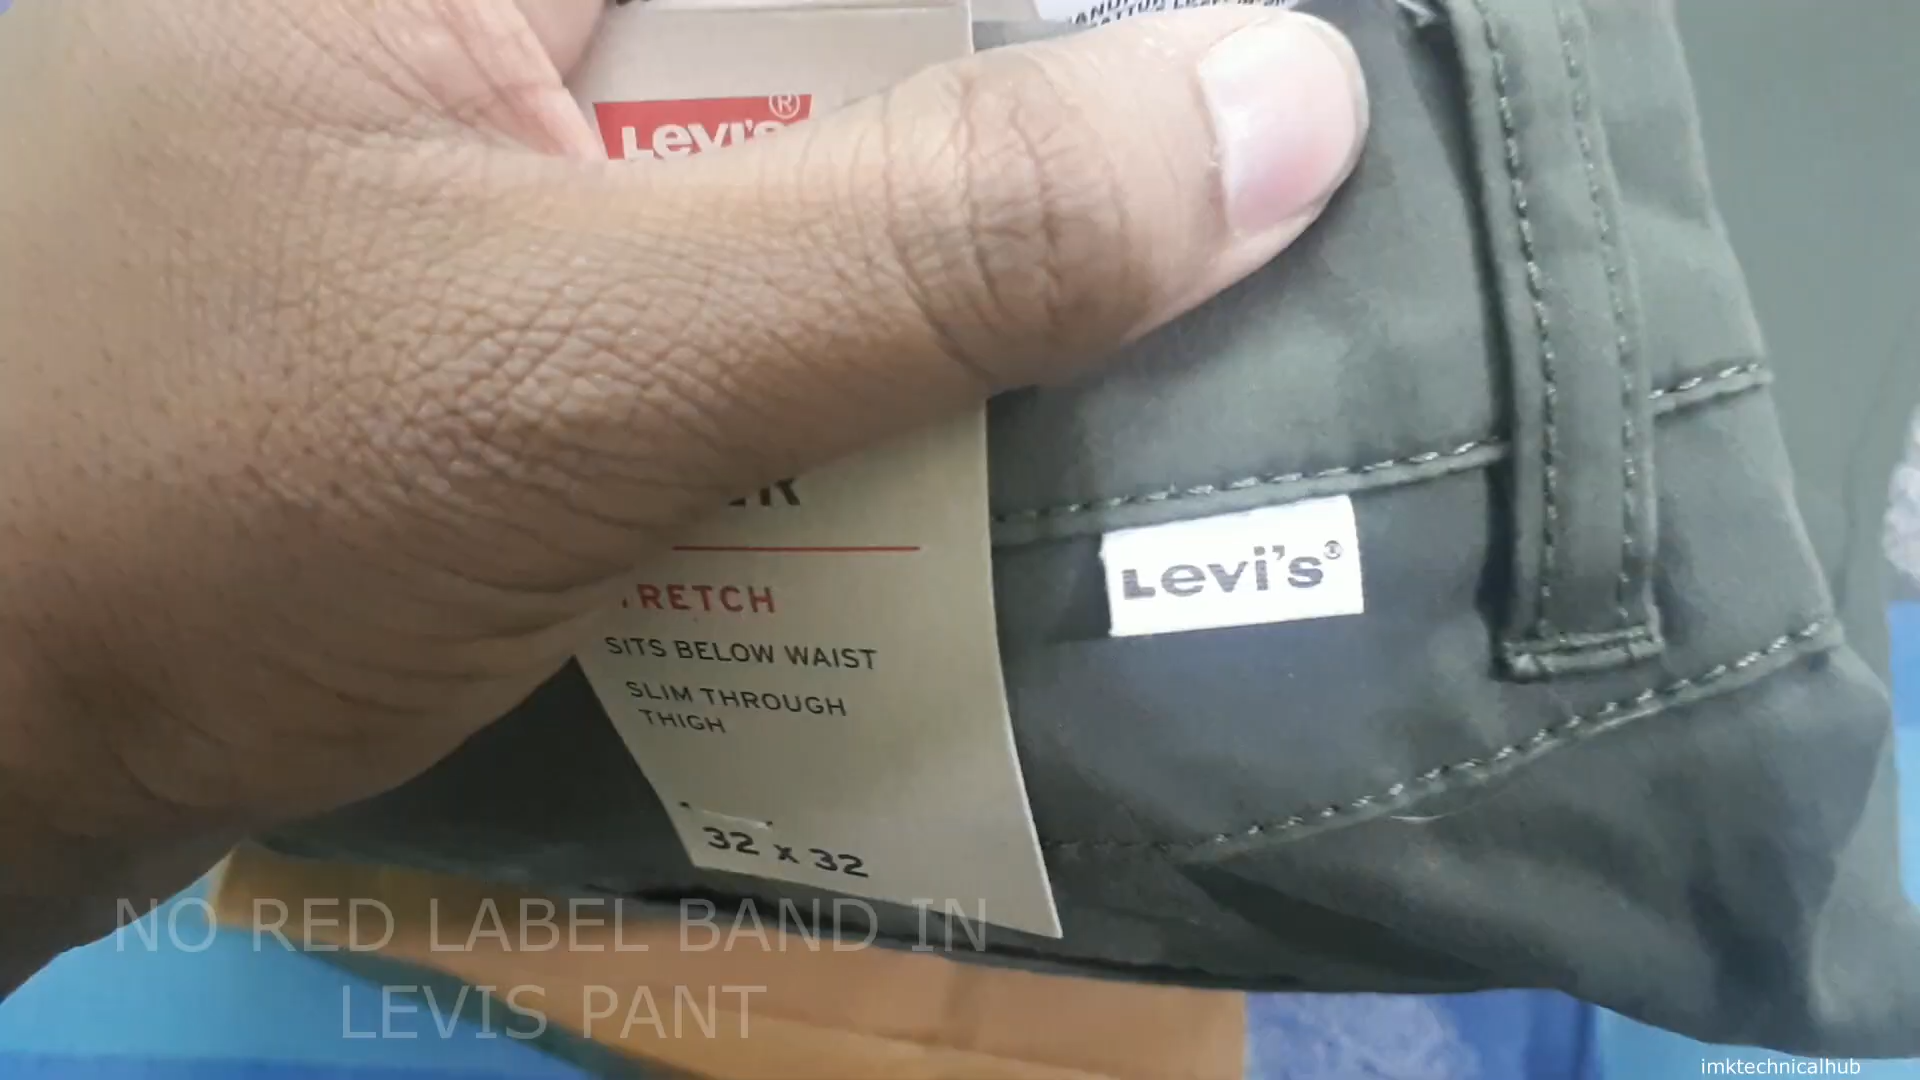 Levi's®
RETCH
SITS BELOW WAIST
SLIM THROUGH
THIGH
32 x 32
Levi's®
NO RED LABEL BAND IN
LEVIS PANT
imktechnicalhub